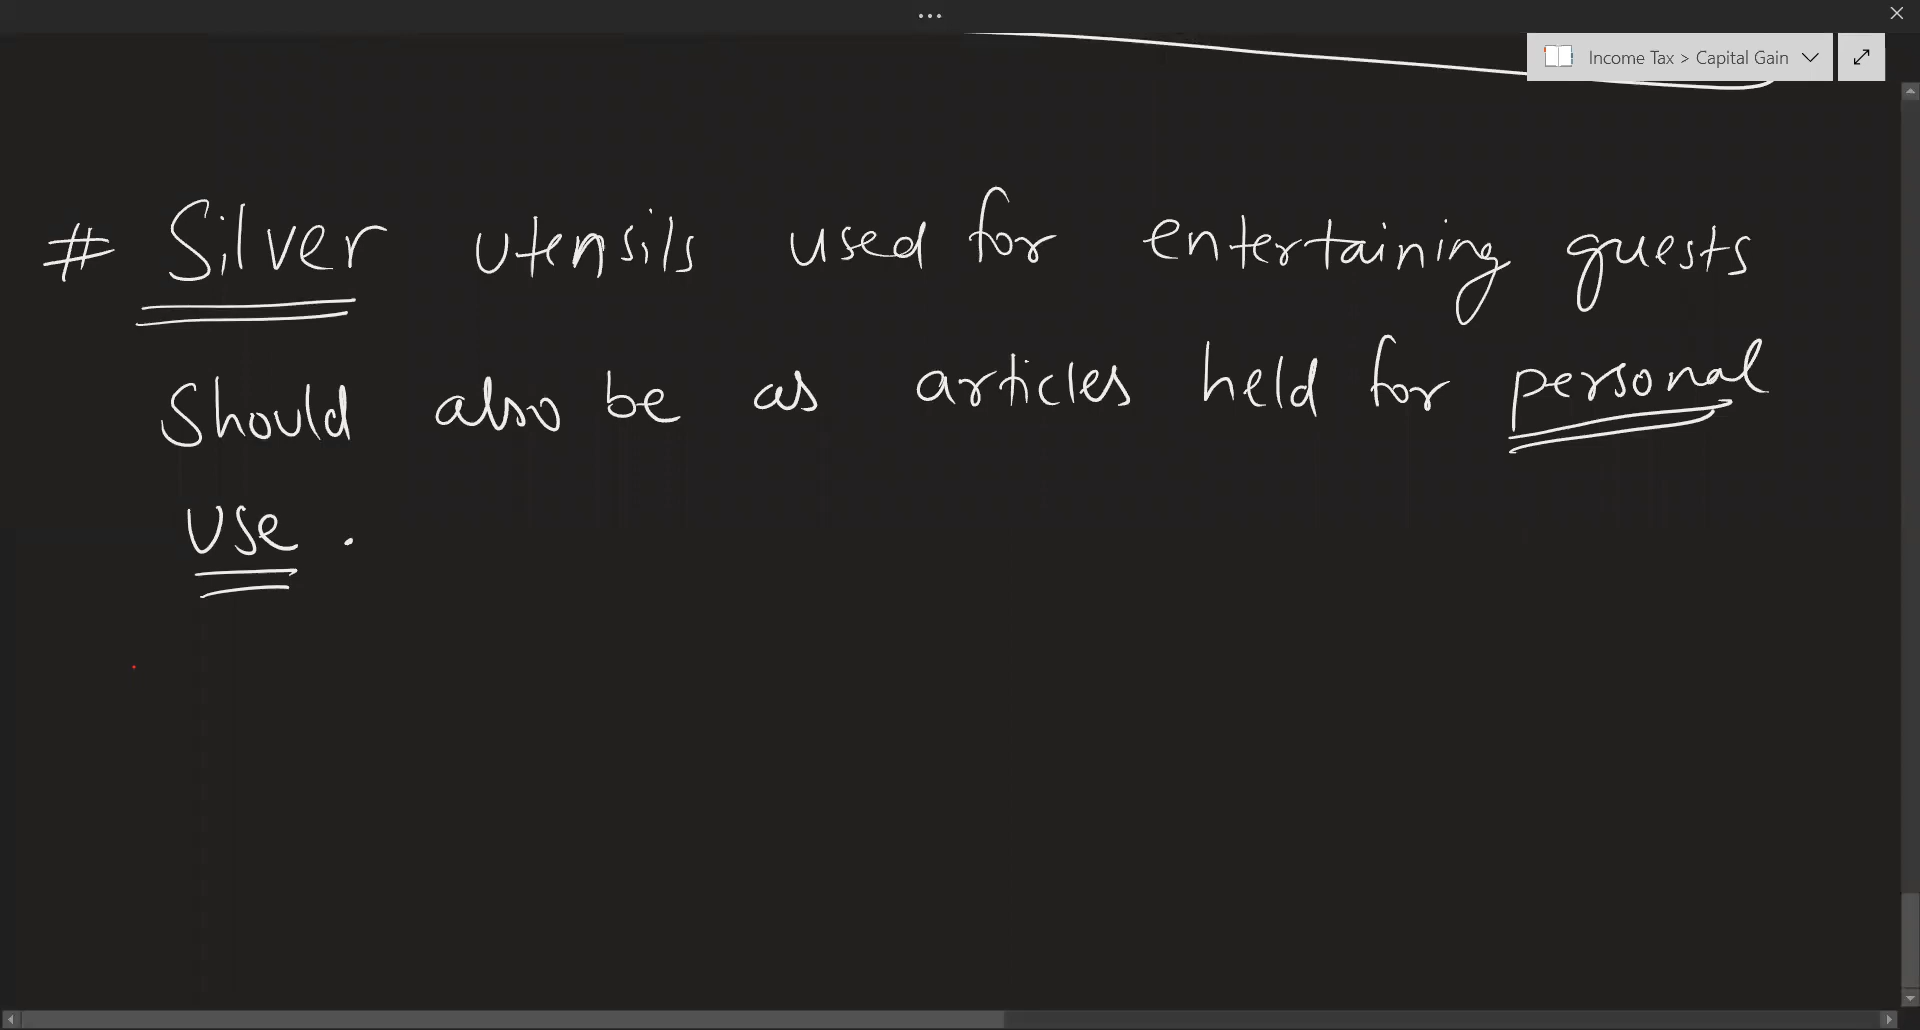 Income Tax > Capital Gain
# Silver utensils used for entertaining guests
Should also be as articles held for personal
use.